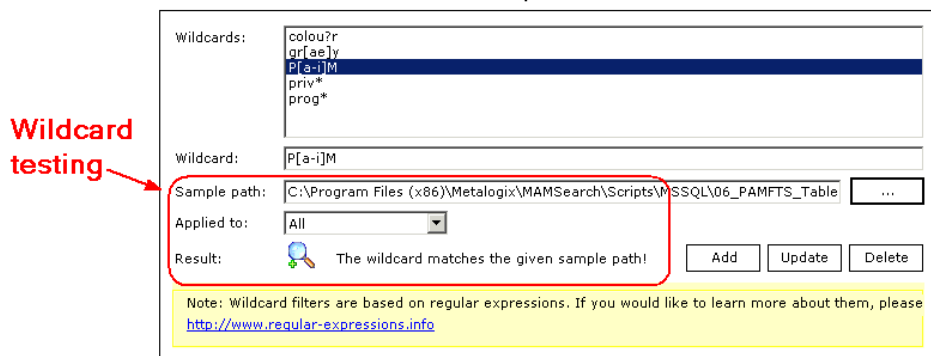 Wildcards:
colou?r
gr[ae]y
P[a-i]M
priv*
prog*
Wildcard testing
Wildcard: P[a-i]M
Sample path: C:\Program Files (x86)\Metalogix\MAMSearch\Scripts\MSSQL\06_PAMFTS_Table ...
Applied to: All
Result: The wildcard matches the given sample path! Add Update Delete
Note: Wildcard filters are based on regular expressions. If you would like to learn more about them, please
http://www.regular-expressions.info